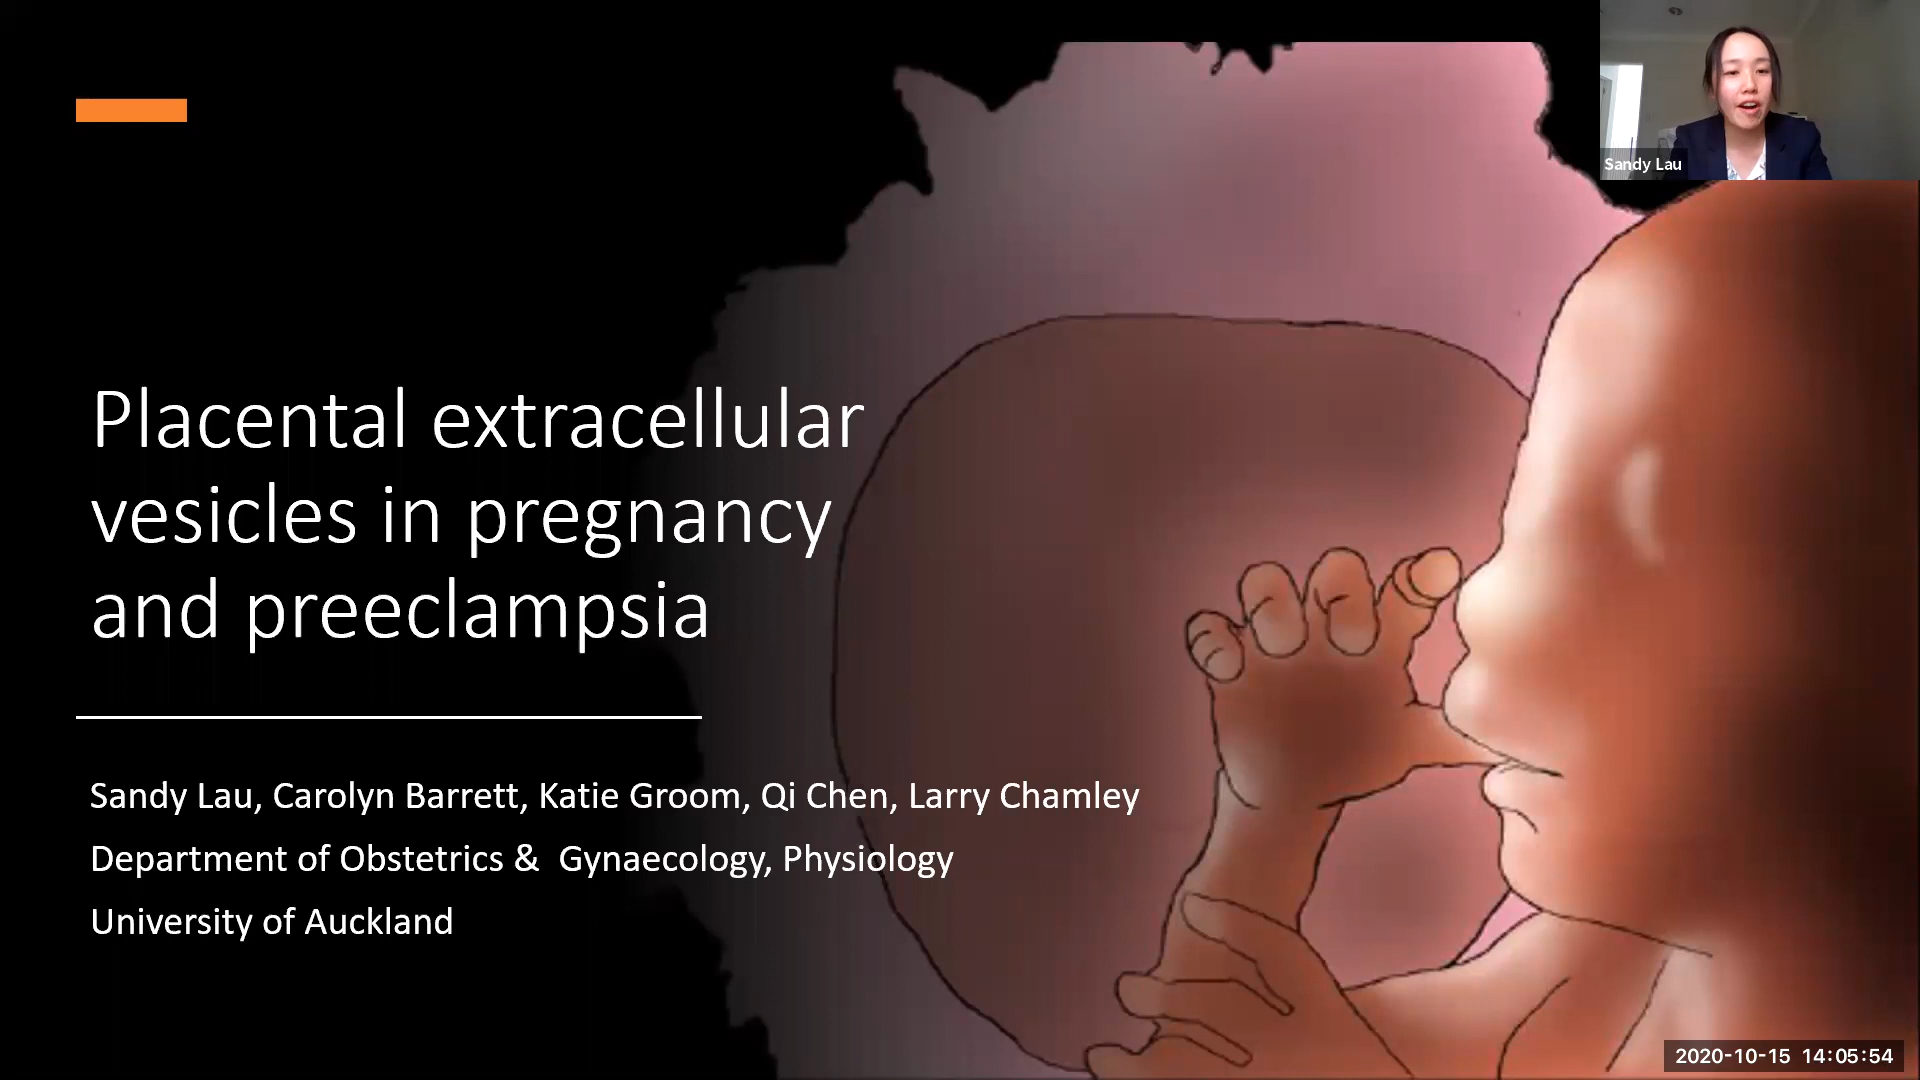 Sandy Lau
Placental extracellular
vesicles in pregnancy
and preeclampsia
Sandy Lau, Carolyn Barrett, Katie Groom, Qi Chen, Larry Chamley
Department of Obstetrics &  Gynaecology, Physiology
University of Auckland
2020-10-15  14:05:54